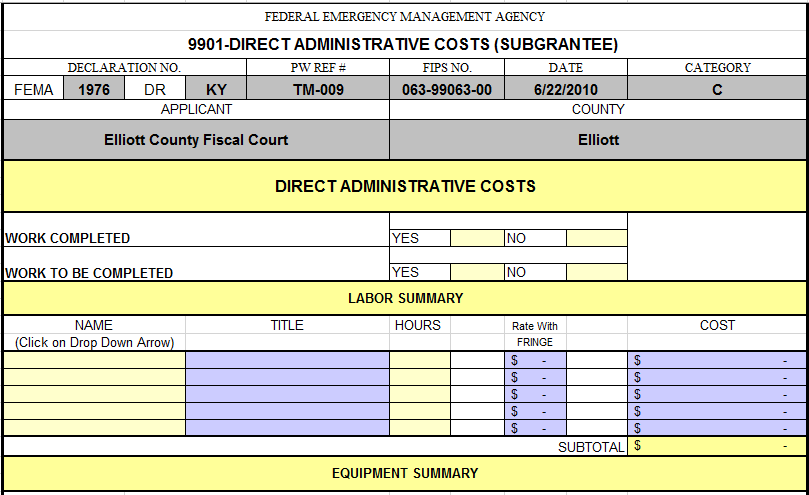 FEDERAL EMERGENCY MANAGEMENT AGENCY
9901-DIRECT ADMINISTRATIVE COSTS (SUBGRANTEE)
DECLARATION NO. PW REF # FIPS NO. DATE CATEGORY
FEMA 1976 DR KY TM-009 063-99063-00 6/22/2010 C
APPLICANT COUNTY
Elliott County Fiscal Court Elliott
DIRECT ADMINISTRATIVE COSTS
WORK COMPLETED YES NO
WORK TO BE COMPLETED YES NO
LABOR SUMMARY
NAME TITLE HOURS Rate With COST
(Click on Drop Down Arrow) FRINGE
$ - $ -
$ - $ -
$ - $ -
$ - $ -
$ - $ -
SUBTOTAL $ -
EQUIPMENT SUMMARY